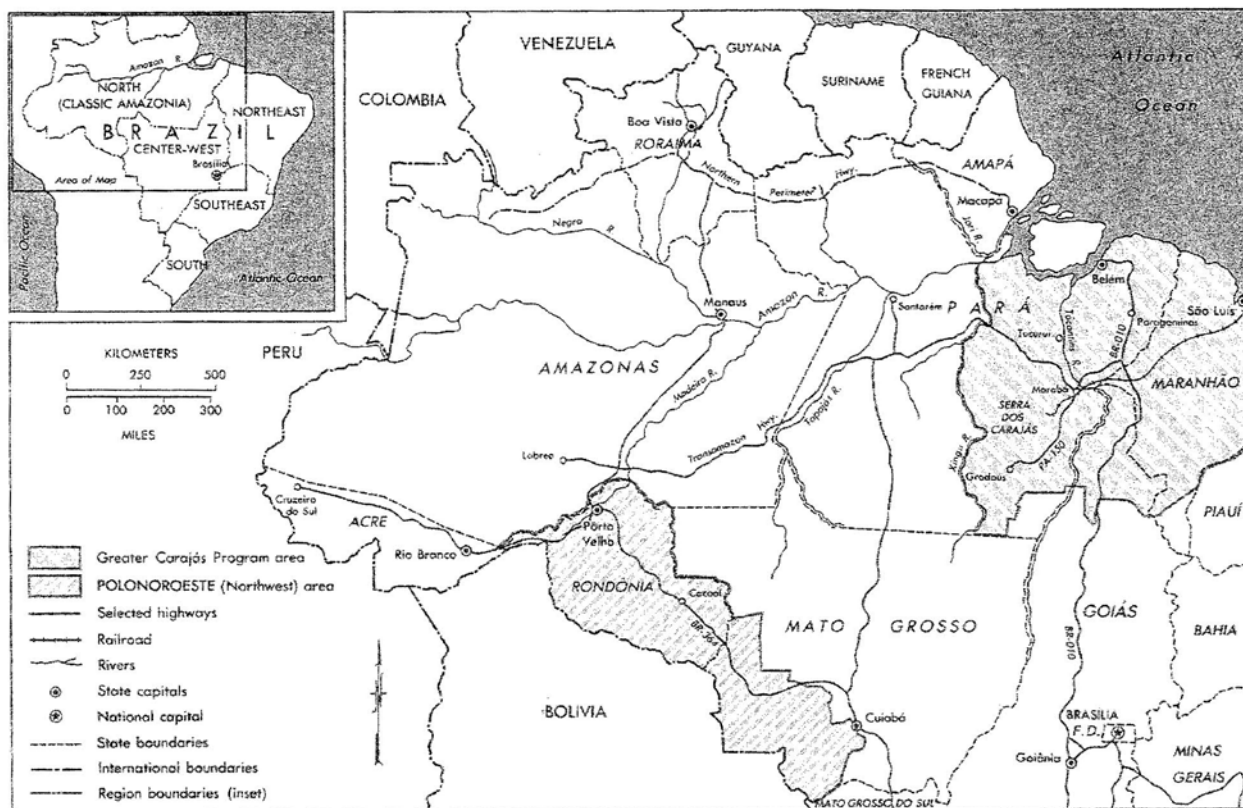 Amazon R.
NORTH
(CLASSIC AMAZONIA)
NORTHEAST
BRAZIL
CENTER-WEST
Brasília
Area of Map
SOUTHEAST
SOUTH
Pacific Ocean
Atlantic Ocean
KILOMETERS
0 250 500
0 100 200 300
MILES
VENEZUELA
GUYANA
SURINAME
FRENCH
GUIANA
Atlantic
Ocean
COLOMBIA
Boa Vista
RORAIMA
AMAPÁ
Northern Perimeter Hwy.
Macapá
Jari R.
Negro R.
Manaus
Amazon R.
Santarém
PARÁ
Belém
São Luís
Tucuruí
Tocantins R.
BR-010
Paragominas
PERU
AMAZONAS
Madeira R.
Tapajos R.
Marabá
MARANHÃO
SERRA
DOS
CARAJÁS
Transamazon Hwy.
Xingu R.
PA-150
Gradaús
Labrea
Cruzeiro
do Sul
ACRE
Rio Branco
Pôrto
Velho
PIAUÍ
RONDÔNIA
Cacoal
BR-364
MATO GROSSO
GOIÁS
BR-010
BAHIA
BOLIVIA
Cuiabá
BRASÍLIA
F.D.
Goiânia
MINAS
GERAIS
MATO GROSSO DO SUL
Greater Carajás Program area
POLONOROESTE (Northwest) area
Selected highways
Railroad
Rivers
State capitals
National capital
State boundaries
International boundaries
Region boundaries (inset)